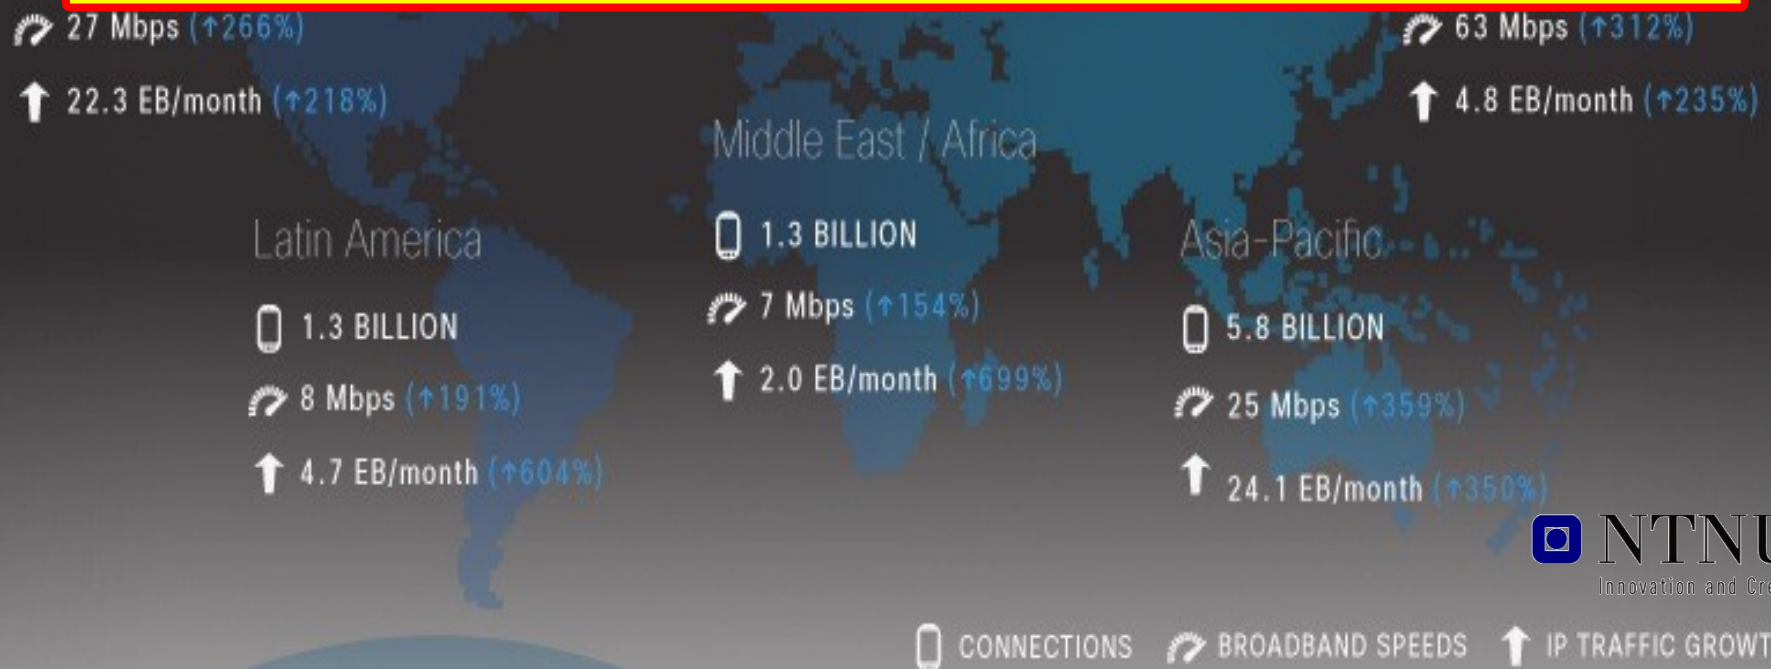 27 Mbps (↑266%)
22.3 EB/month (↑218%)
63 Mbps (↑312%)
4.8 EB/month (↑235%)
Middle East / Africa
1.3 BILLION
7 Mbps (↑154%)
2.0 EB/month (↑699%)
Latin America
1.3 BILLION
8 Mbps (↑191%)
4.7 EB/month (↑604%)
Asia-Pacific
5.8 BILLION
25 Mbps (↑359%)
24.1 EB/month (↑350%)
NTNU
Innovation and Cre
CONNECTIONS BROADBAND SPEEDS IP TRAFFIC GROWT